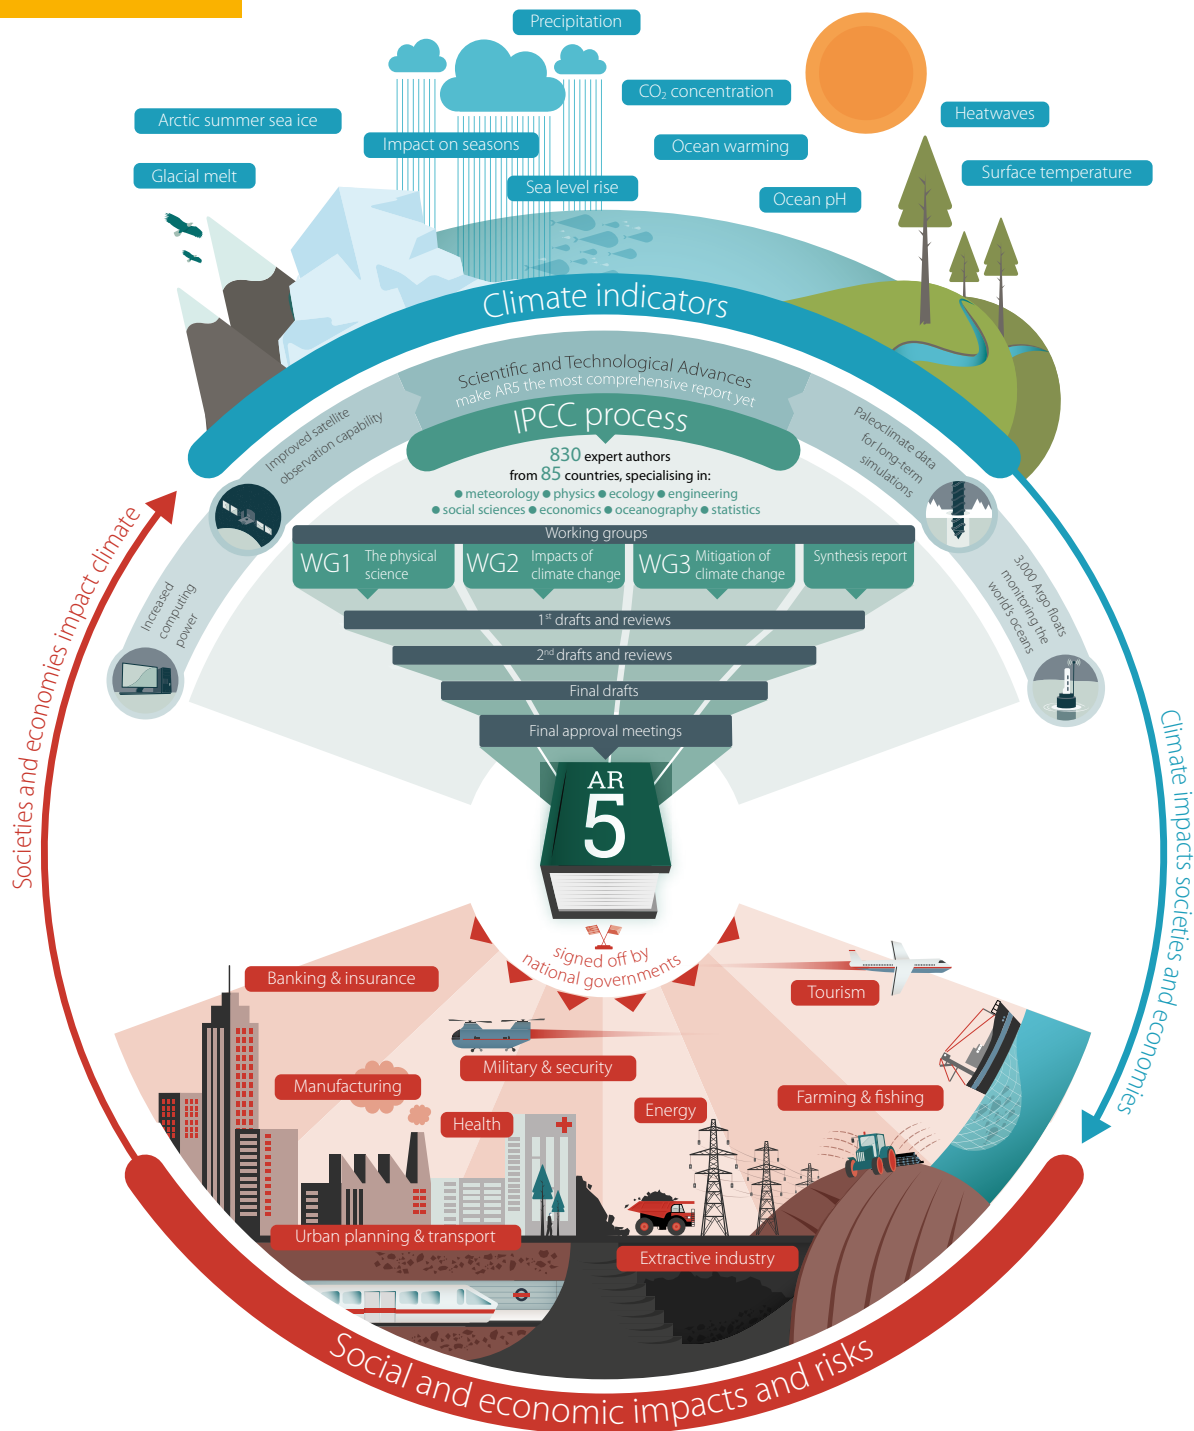 Precipitation
CO₂ concentration
Heatwaves
Arctic summer sea ice
Impact on seasons
Ocean warming
Surface temperature
Glacial melt
Sea level rise
Ocean pH
Climate indicators
Scientific and Technological Advances
make AR5 the most comprehensive report yet
IPCC process
Improved satellite
observation capability
Paleoclimate data
for long-term
simulations
830 expert authors
from 85 countries, specialising in:
● meteorology ● physics ● ecology ● engineering
● social sciences ● economics ● oceanography ● statistics
Increased
computing
power
3,000 Argo floats
monitoring the
world's oceans
Working groups
WG1 The physical
science
WG2 Impacts of
climate change
WG3 Mitigation of
climate change
Synthesis report
1st drafts and reviews
2nd drafts and reviews
Final drafts
Final approval meetings
AR
5
Societies and economies impact climate
Climate impacts societies and economies
signed off by
national governments
Banking & insurance
Tourism
Military & security
Manufacturing
Farming & fishing
Energy
Health
Urban planning & transport
Extractive industry
Social and economic impacts and risks